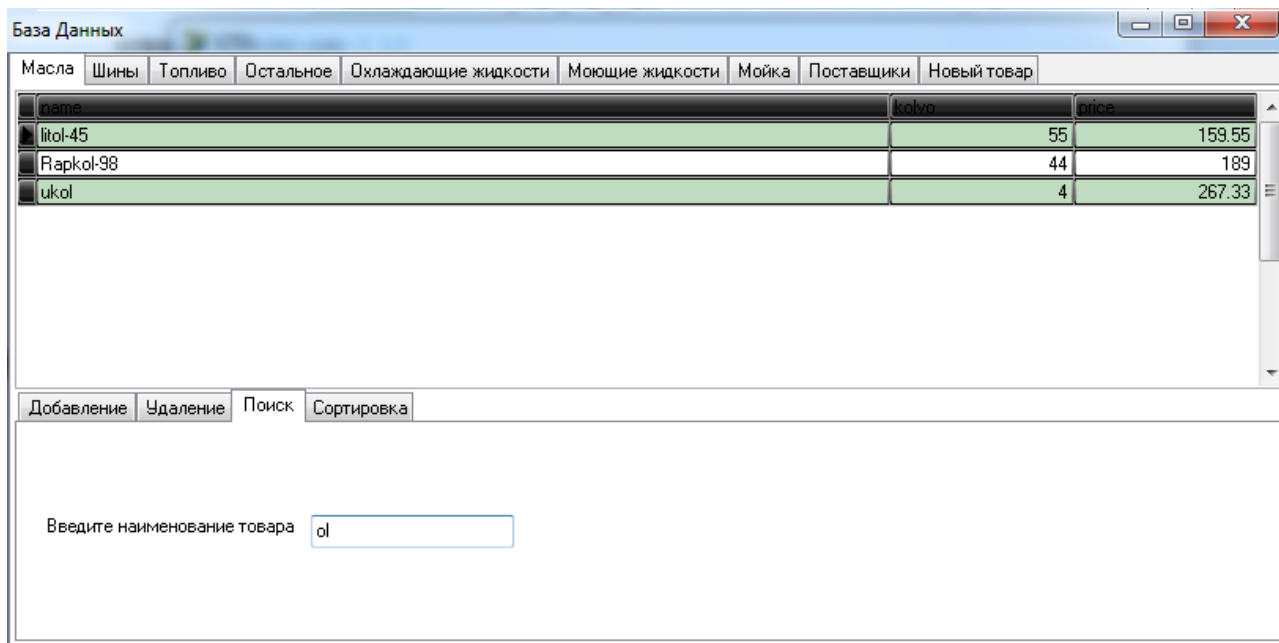 База Данных
Масла Шины Топливо Остальное Охлаждающие жидкости Моющие жидкости Мойка Поставщики Новый товар
name kolvo price
litol-45 55 159.55
Rapkol-98 44 189
ukol 4 267.33
Добавление Удаление Поиск Сортировка
Введите наименование товара ol